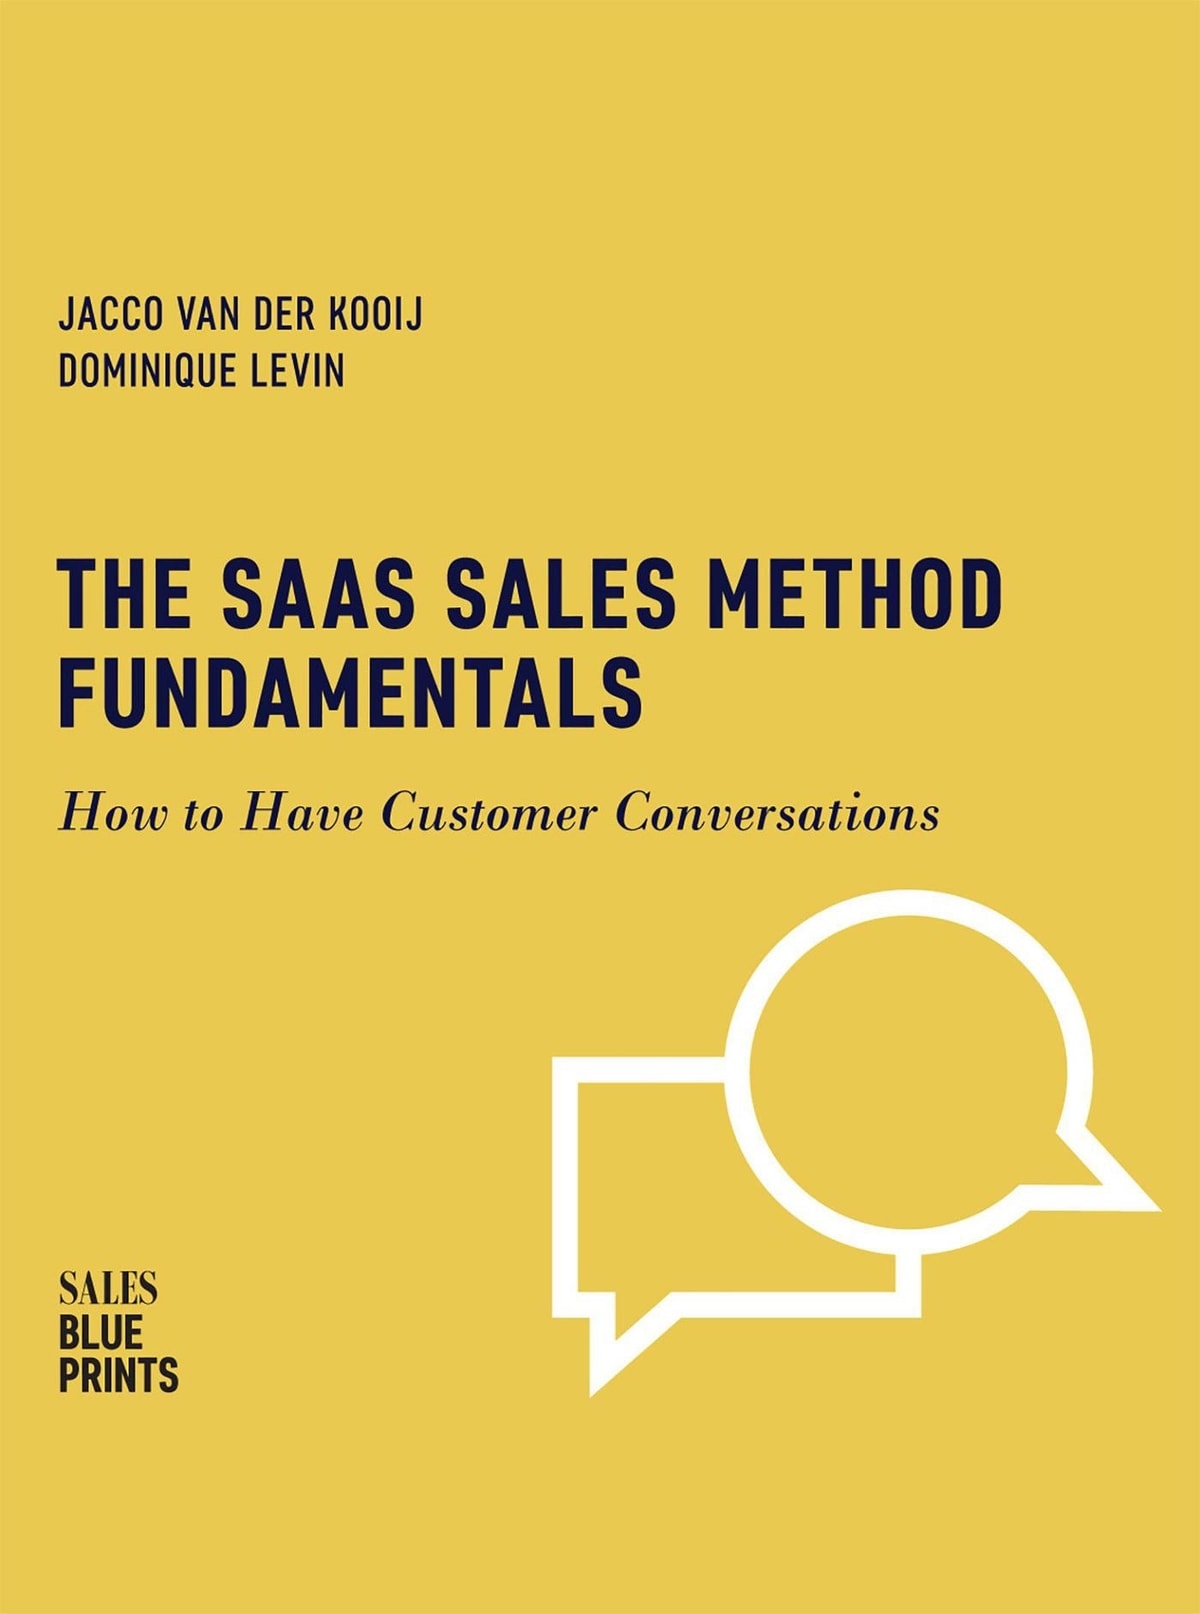 JACCO VAN DER KOOIJ
DOMINIQUE LEVIN
THE SAAS SALES METHOD
FUNDAMENTALS
How to Have Customer Conversations
SALES
BLUE
PRINTS